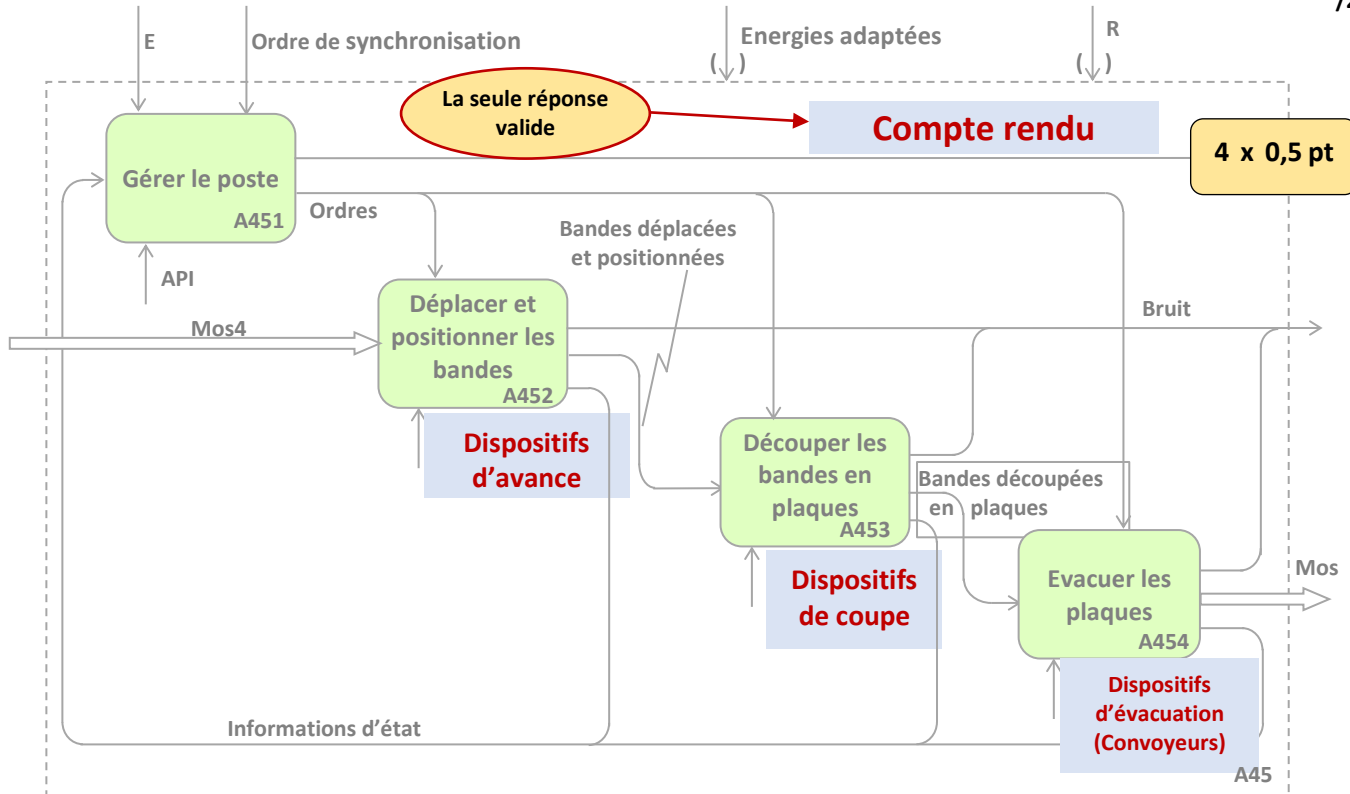 /2
E
Ordre de synchronisation
Energies adaptées
( )
R
( )
La seule réponse
valide
Compte rendu
4 x 0,5 pt
Gérer le poste
A451
Ordres
API
Bandes déplacées
et positionnées
Mos4
Déplacer et
positionner les
bandes
A452
Bruit
Dispositifs
d’avance
Découper les
bandes en
plaques
A453
Bandes découpées
en plaques
Dispositifs
de coupe
Evacuer les
plaques
A454
Mos
Dispositifs
d’évacuation
(Convoyeurs)
Informations d’état
A45